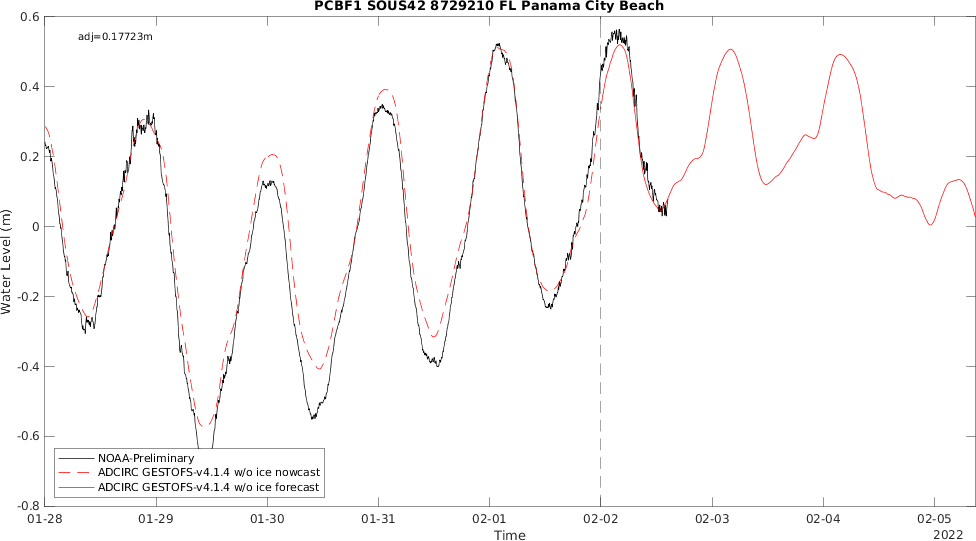 PCBF1 SOUS42 8729210 FL Panama City Beach
adj=0.17723m
0.6
0.4
0.2
0
-0.2
-0.4
-0.6
-0.8
Water Level (m)
NOAA-Preliminary
ADCIRC GESTOFS-v4.1.4 w/o ice nowcast
ADCIRC GESTOFS-v4.1.4 w/o ice forecast
01-28 01-29 01-30 01-31 02-01 02-02 02-03 02-04 02-05
Time
2022